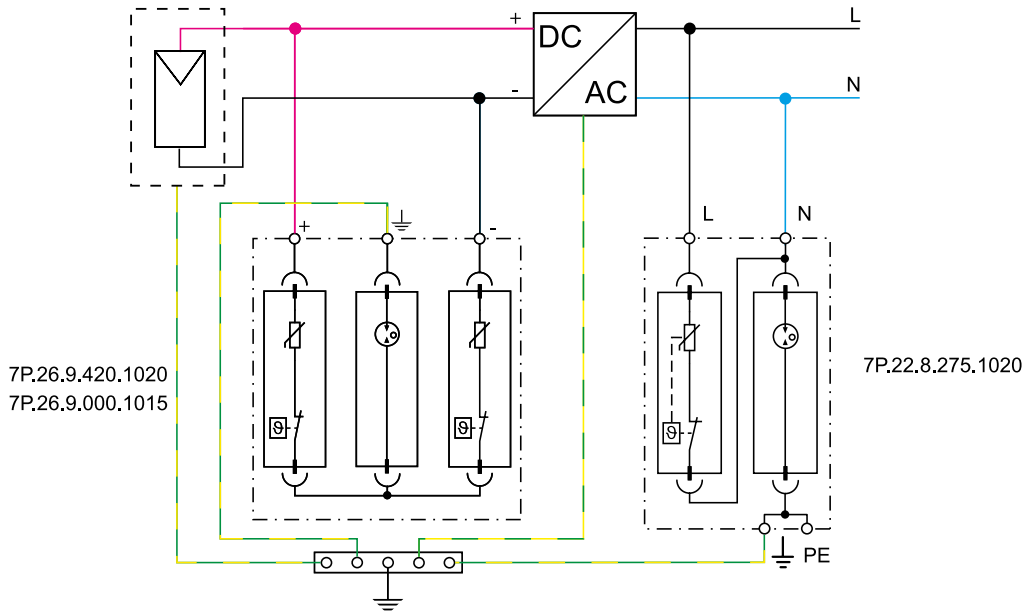 +
DC
L
-
AC
N
+
-
L
N
ϑ
ϑ
ϑ
7P.26.9.420.1020
7P.26.9.000.1015
7P.22.8.275.1020
PE